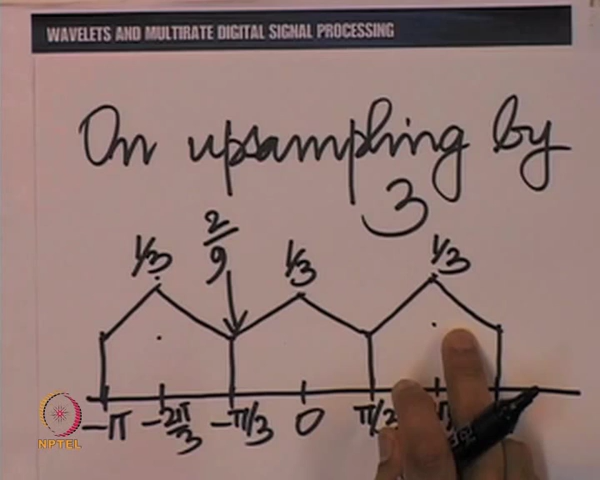 WAVELETS AND MULTIRATE DIGITAL SIGNAL PROCESSING
On upsampling by
3
1/3 2/9 1/3 1/3
-π -2π/3 -π/3 0
NPTEL